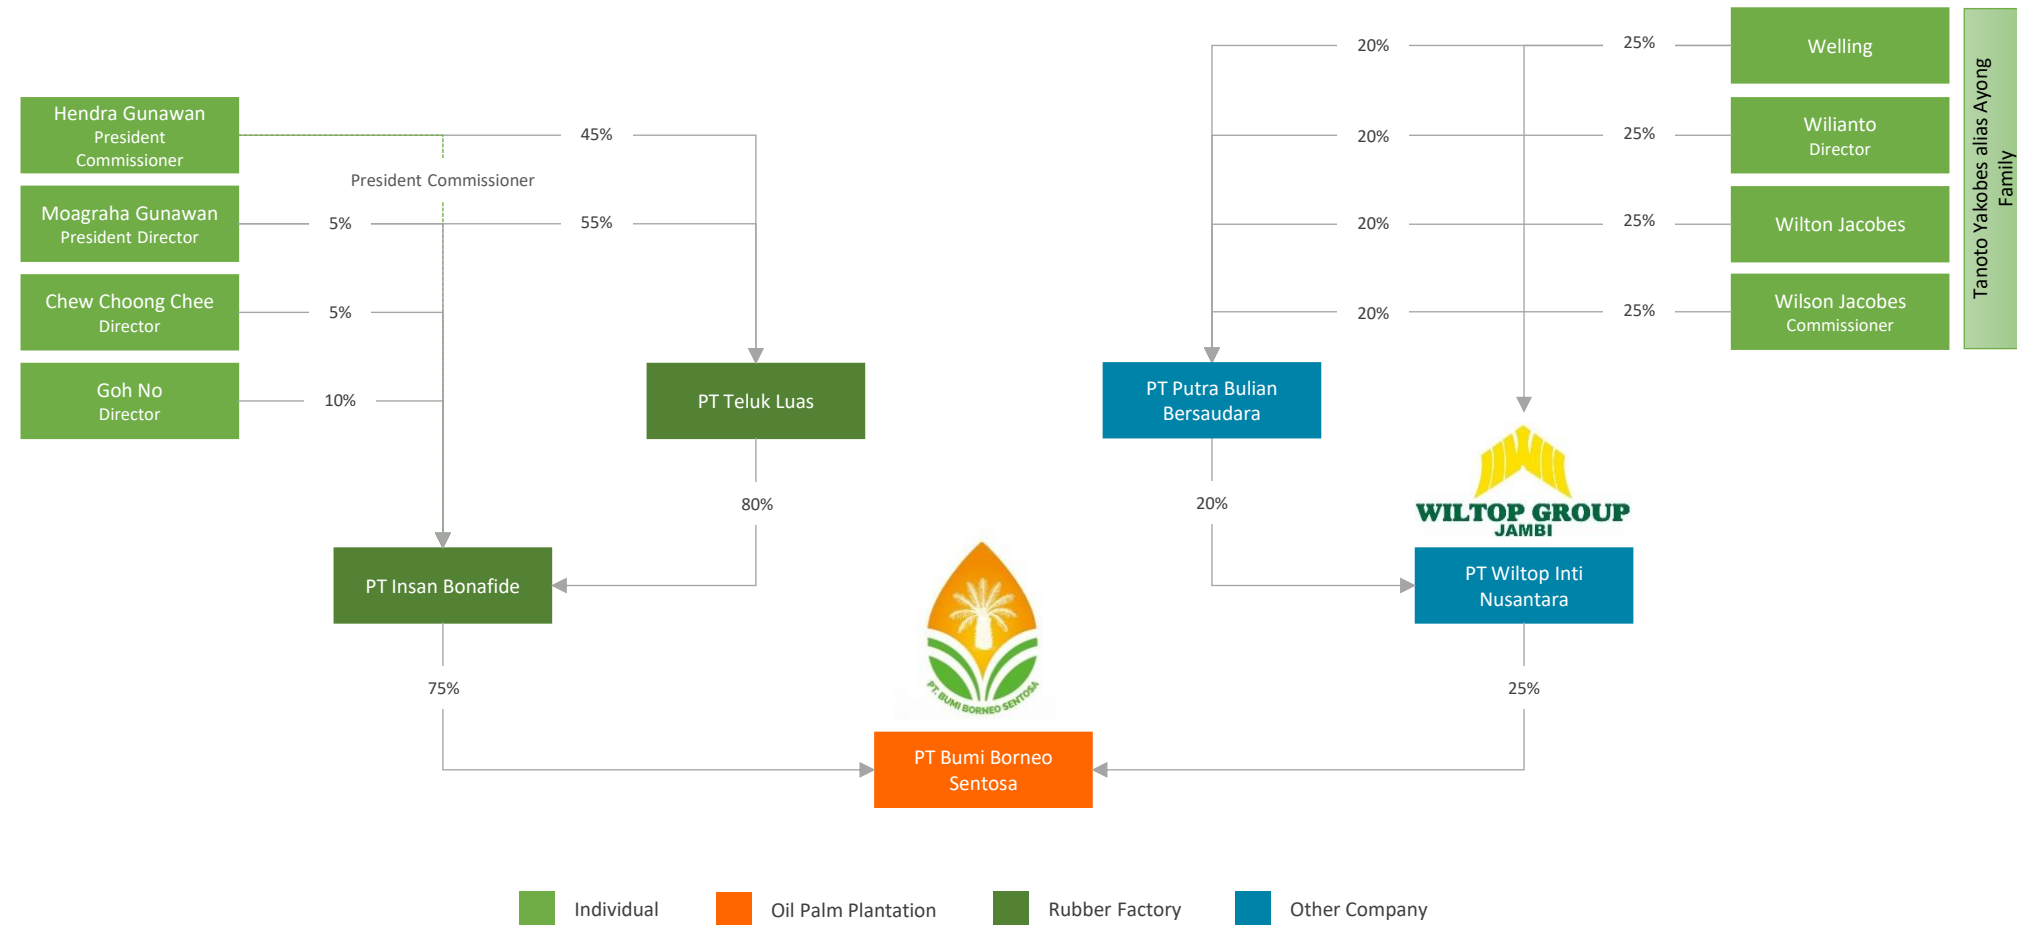 20%
25%
Welling
Hendra Gunawan
President
Commissioner
45%
20%
25%
Wilianto
Director
Tanoto Yakobes alias Ayong
Family
President Commissioner
Moagraha Gunawan
President Director
5%
55%
20%
25%
Wilton Jacobes
Chew Choong Chee
Director
5%
20%
25%
Wilson Jacobes
Commissioner
Goh No
Director
10%
PT Teluk Luas
PT Putra Bulian
Bersaudara
80%
20%
WILTOP GROUP
JAMBI
PT Insan Bonafide
PT Wiltop Inti
Nusantara
75%
PT. BUMI BORNEO SENTOSA
25%
PT Bumi Borneo
Sentosa
Individual
Oil Palm Plantation
Rubber Factory
Other Company